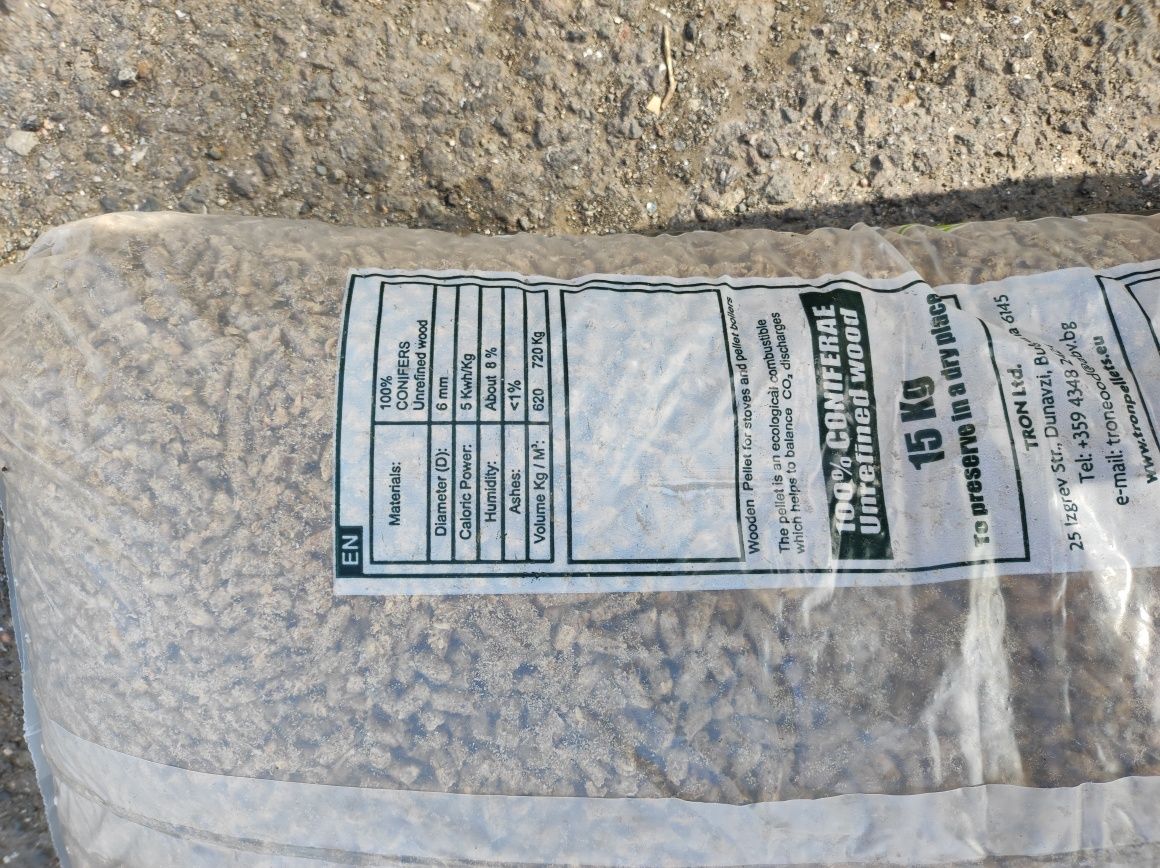 EN
Materials: 100%
CONIFERS
Unrefined wood
Diameter (D): 6 mm
Caloric Power: 5 Kwh/Kg
Humidity: About 8 %
Ashes: <1%
Volume Kg / M³: 620 720 Kg
Wooden Pellet for stoves and pellet boilers
The pellet is an ecological combustible
which helps to balance CO₂ discharges
100% CONIFERAE
Unrefined wood
15 Kg
To preserve in a dry place
TRON Ltd.
25 Izgrev Str., Dunavzi, 6145
Tel: +359 4348
e-mail:
www.tronpellets.eu